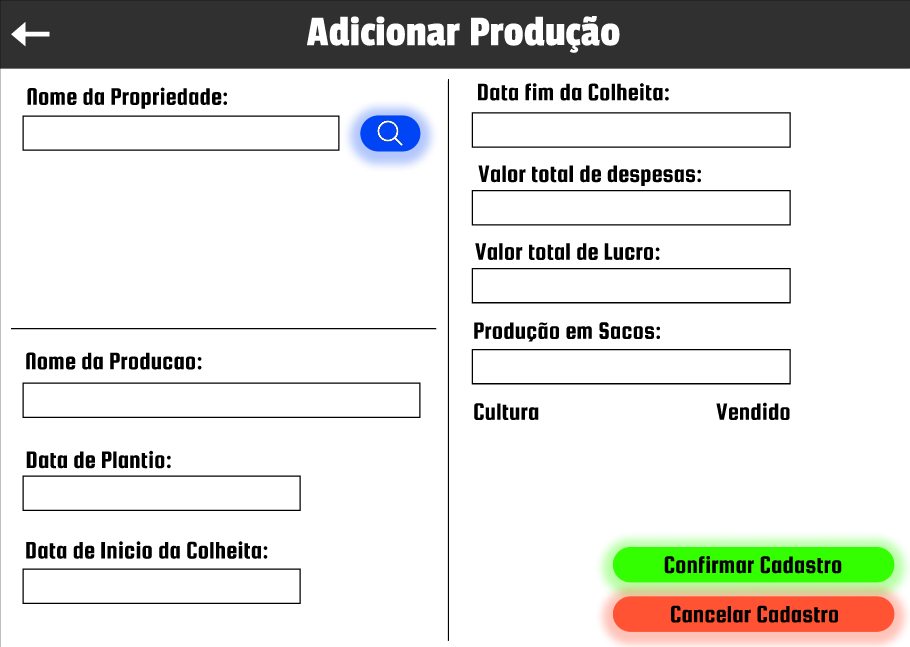 Adicionar Produção
Nome da Propriedade:
Nome da Producao:
Data de Plantio:
Data de Inicio da Colheita:
Data fim da Colheita:
Valor total de despesas:
Valor total de Lucro:
Produção em Sacos:
Cultura Vendido
Confirmar Cadastro
Cancelar Cadastro